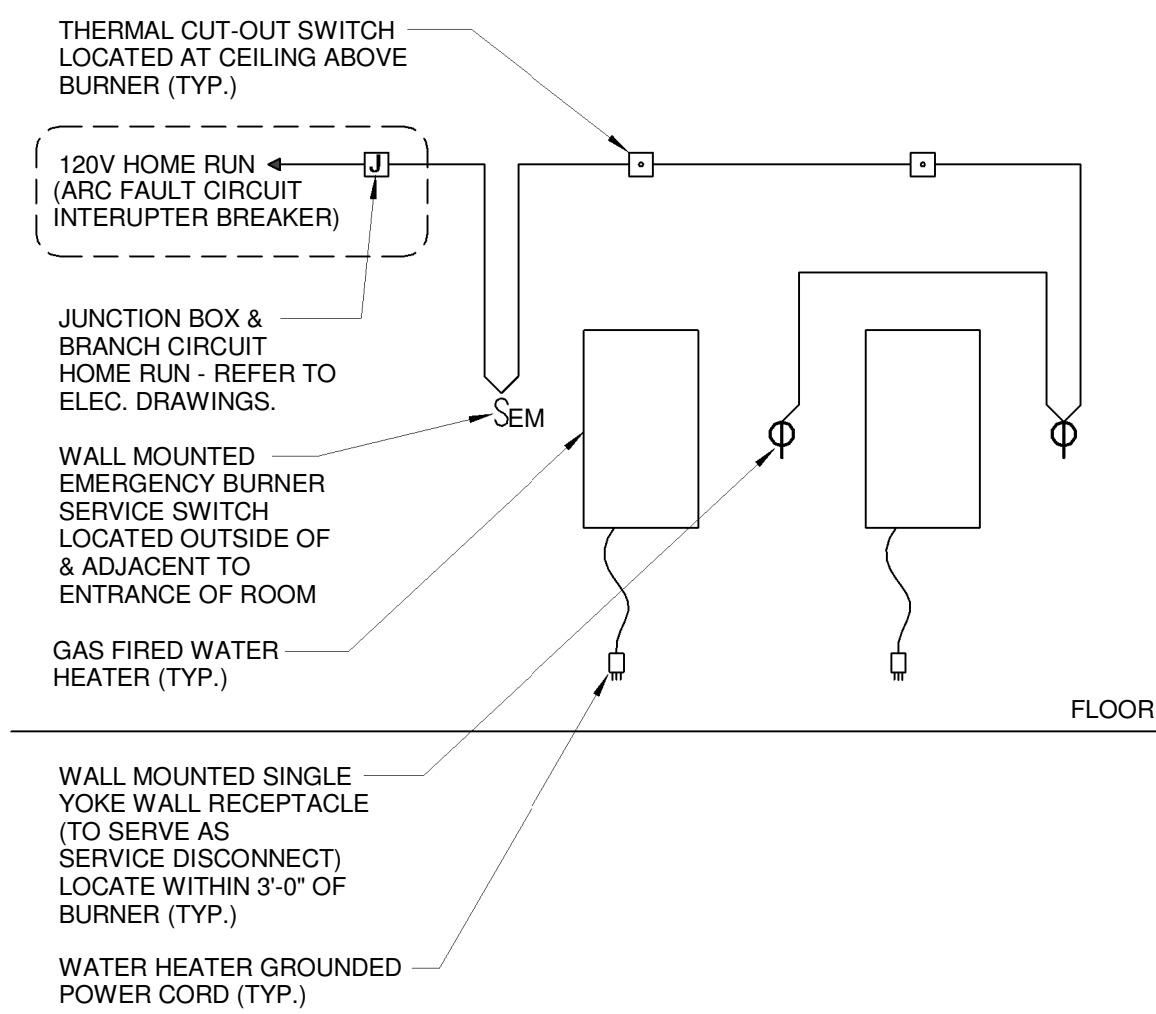 THERMAL CUT-OUT SWITCH
LOCATED AT CEILING ABOVE
BURNER (TYP.)
120V HOME RUN
(ARC FAULT CIRCUIT
INTERUPTER BREAKER)
J
JUNCTION BOX &
BRANCH CIRCUIT
HOME RUN - REFER TO
ELEC. DRAWINGS.
SEM
WALL MOUNTED
EMERGENCY BURNER
SERVICE SWITCH
LOCATED OUTSIDE OF
& ADJACENT TO
ENTRANCE OF ROOM
GAS FIRED WATER
HEATER (TYP.)
FLOOR
WALL MOUNTED SINGLE
YOKE WALL RECEPTACLE
(TO SERVE AS
SERVICE DISCONNECT)
LOCATE WITHIN 3'-0" OF
BURNER (TYP.)
WATER HEATER GROUNDED
POWER CORD (TYP.)